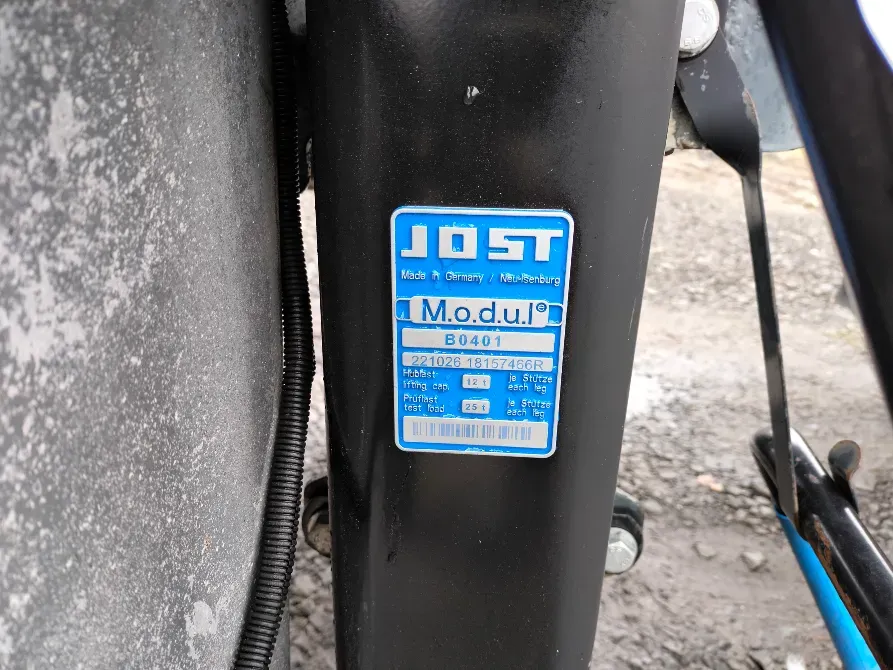 JOST
Made in Germany / Neu-Isenburg
M.o.d.u.l®
B0401
221026 18157466R
Hublast
lifting cap. 12 t je Stütze
each leg
Prüflast
test load 25 t je Stütze
each leg